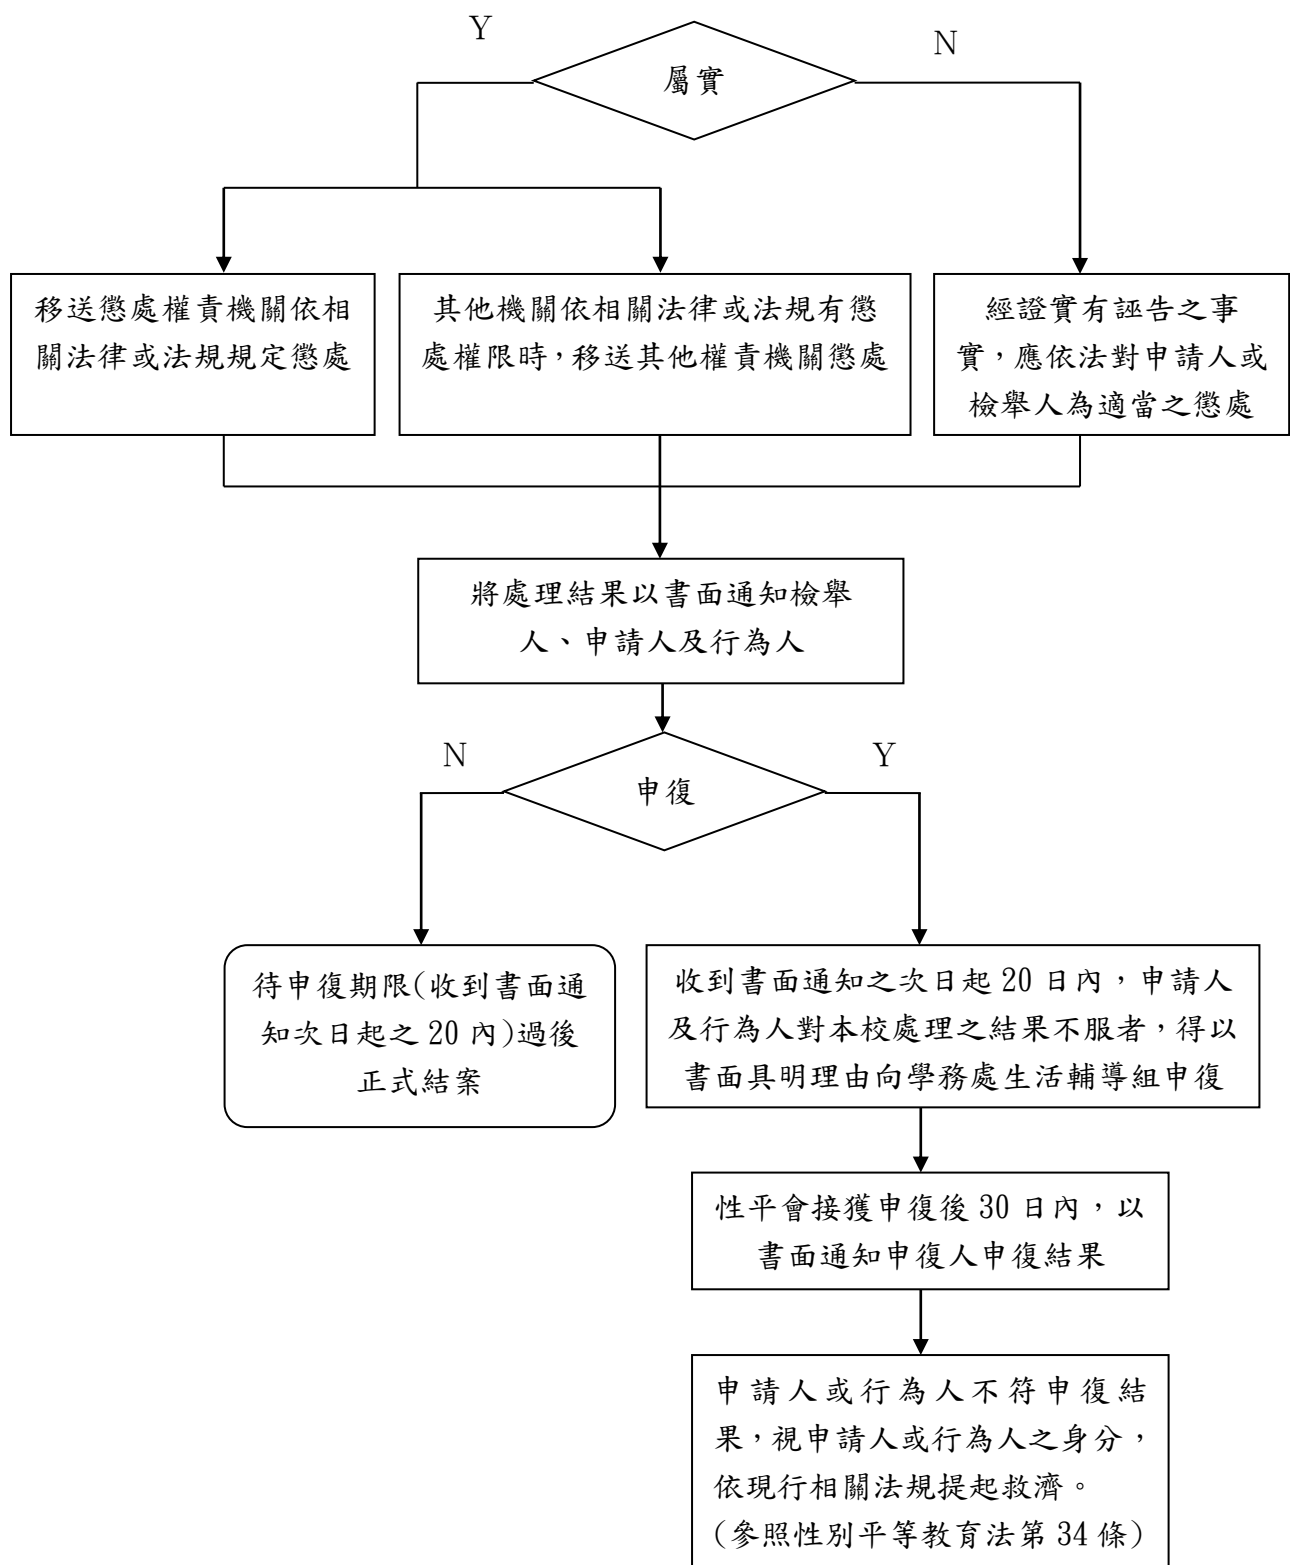 Y
N
屬實
移送懲處權責機關依相
關法律或法規規定懲處
其他機關依相關法律或法規有懲
處權限時，移送其他權責機關懲處
經證實有誣告之事
實，應依法對申請人或
檢舉人為適當之懲處
將處理結果以書面通知檢舉
人、申請人及行為人
N
Y
申復
待申復期限(收到書面通
知次日起之 20 內)過後
正式結案
收到書面通知之次日起 20 日內，申請人
及行為人對本校處理之結果不服者，得以
書面具明理由向學務處生活輔導組申復
性平會接獲申復後 30 日內，以
書面通知申復人申復結果
申請人或行為人不符申復結
果，視申請人或行為人之身分，
依現行相關法規提起救濟。
(參照性別平等教育法第 34 條)